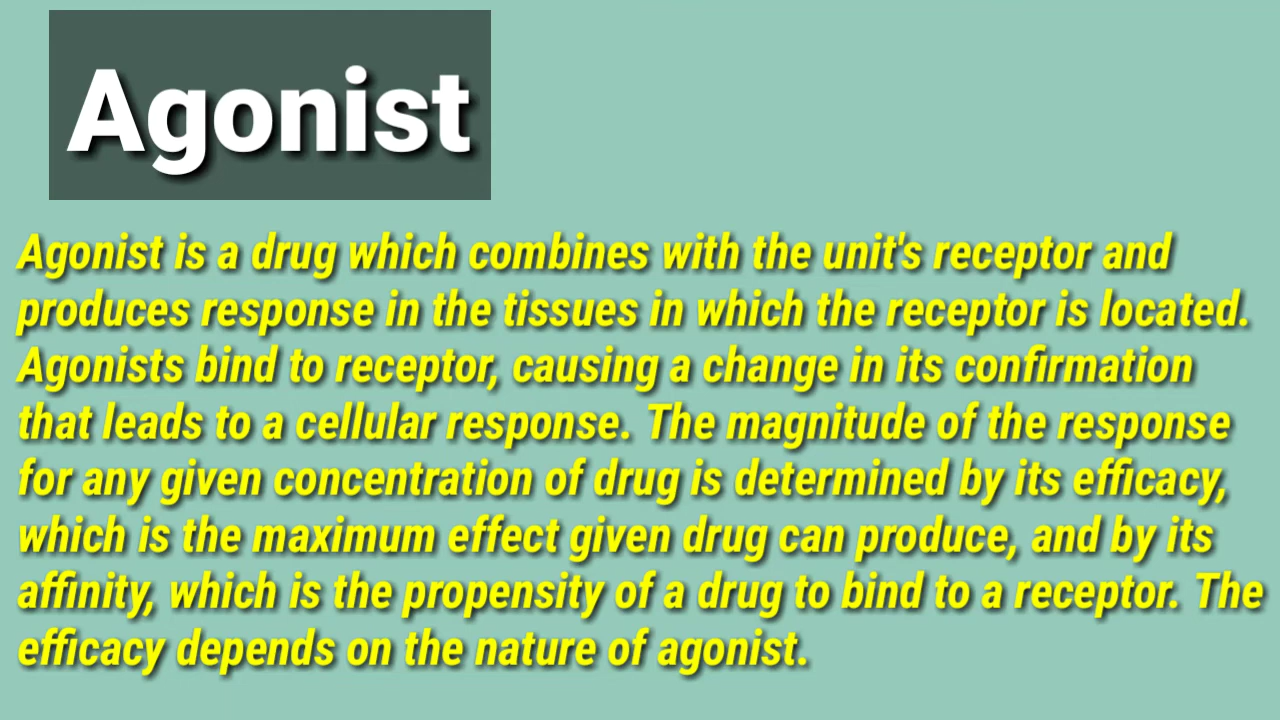 Agonist
Agonist is a drug which combines with the unit's receptor and
produces response in the tissues in which the receptor is located.
Agonists bind to receptor, causing a change in its confirmation
that leads to a cellular response. The magnitude of the response
for any given concentration of drug is determined by its efficacy,
which is the maximum effect given drug can produce, and by its
affinity, which is the propensity of a drug to bind to a receptor. The
efficacy depends on the nature of agonist.